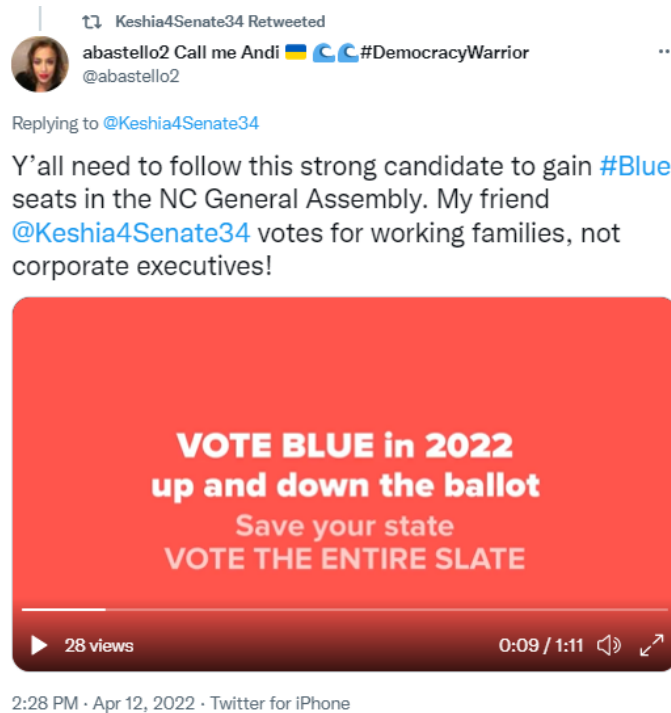 Keshia4Senate34 Retweeted
abastello2 Call me Andi 🇺🇦 🌊🌊#DemocracyWarrior
@abastello2
Replying to @Keshia4Senate34
Y’all need to follow this strong candidate to gain #Blue
seats in the NC General Assembly. My friend
@Keshia4Senate34 votes for working families, not
corporate executives!
VOTE BLUE in 2022
up and down the ballot
Save your state
VOTE THE ENTIRE SLATE
28 views
0:09 / 1:11
2:28 PM · Apr 12, 2022 · Twitter for iPhone